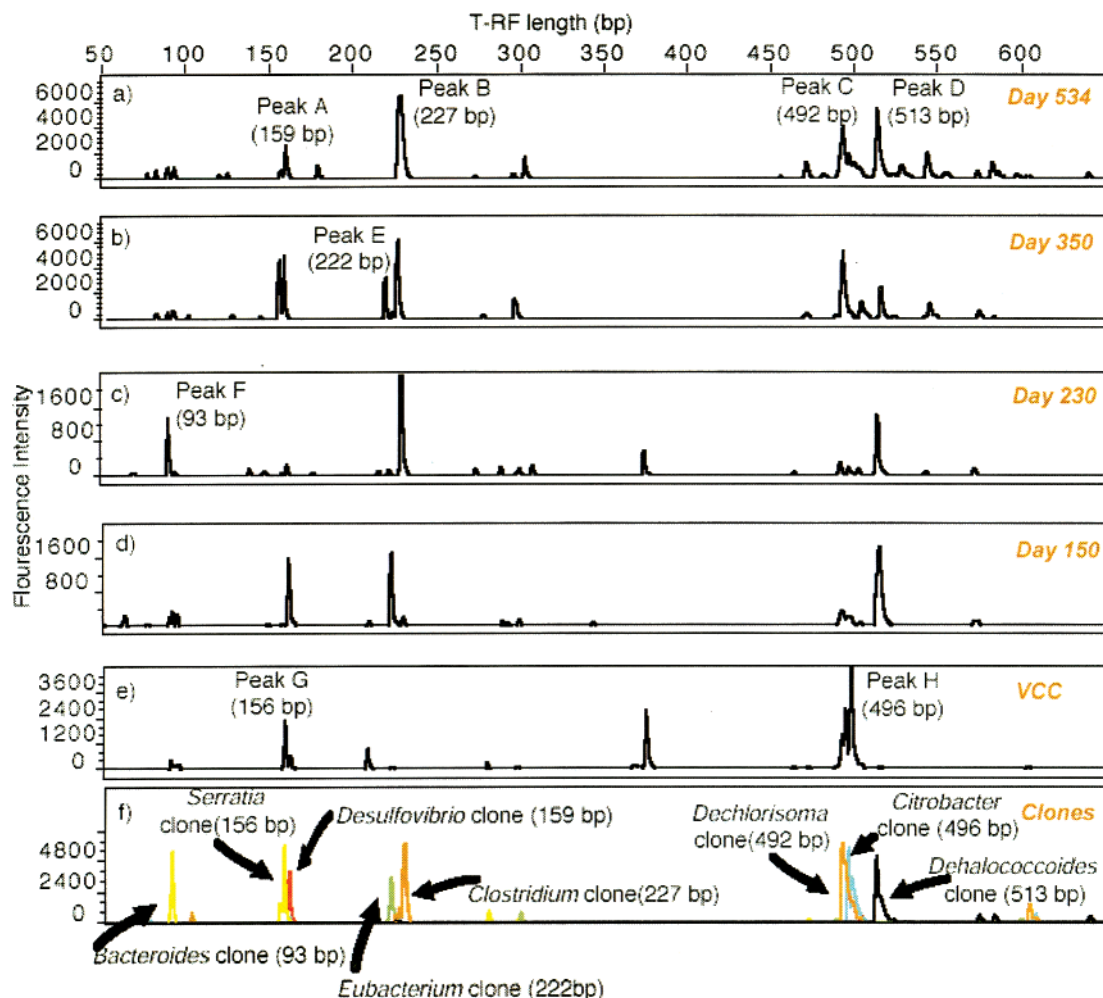 T-RF length (bp)
50 100 150 200 250 300 350 400 450 500 550 600
a)
6000
4000
2000
0
Peak A
(159 bp)
Peak B
(227 bp)
Peak C
(492 bp)
Peak D
(513 bp)
Day 534
b)
6000
4000
2000
0
Peak E
(222 bp)
Day 350
Flourescence Intensity
c)
1600
800
0
Peak F
(93 bp)
Day 230
d)
1600
800
Day 150
e)
3600
2400
1200
0
Peak G
(156 bp)
Peak H
(496 bp)
VCC
f)
4800
2400
0
Serratia
clone(156 bp)
Desulfovibrio clone (159 bp)
Dechlorisoma
clone(492 bp)
Citrobacter
clone (496 bp)
Clones
Clostridium clone(227 bp)
Dehalococcoides
clone (513 bp)
Bacteroides clone (93 bp)
Eubacterium clone (222bp)